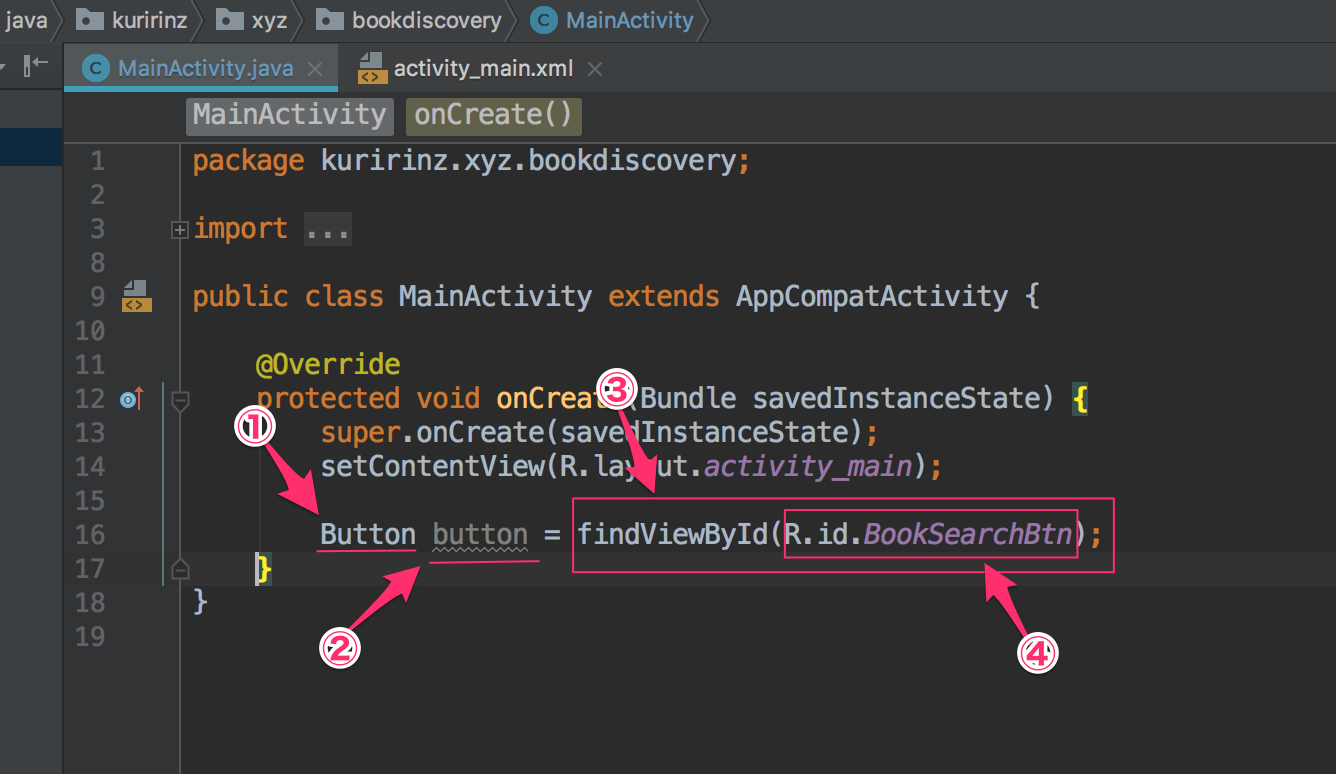 java kuririnz xyz bookdiscovery C MainActivity
C MainActivity.java × <> activity_main.xml ×
MainActivity onCreate()
1 package kuririnz.xyz.bookdiscovery;
2
3 + import ...
8
9 <> public class MainActivity extends AppCompatActivity {
10
11 @Override
12 protected void onCreate(Bundle savedInstanceState) {
13 super.onCreate(savedInstanceState);
14 setContentView(R.layout.activity_main);
15
16 Button button = findViewById(R.id.BookSearchBtn);
17 }
18 }
19
①
②
③
④